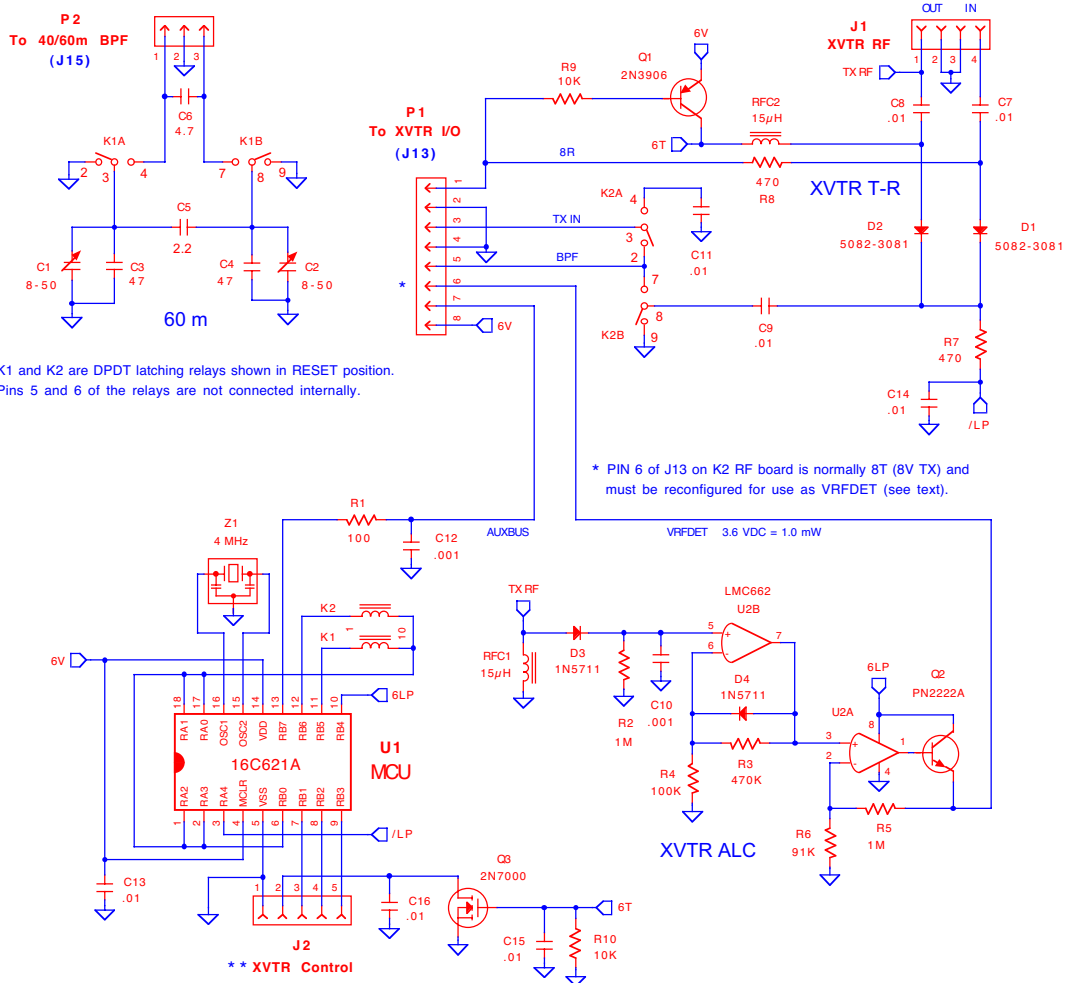 P2
To 40/60m BPF
(J15)
1 2 3
C6
4.7
K1A
2 3 4
K1B
7 8 9
C5
2.2
C1
8-50
C3
47
C4
47
C2
8-50
60 m
K1 and K2 are DPDT latching relays shown in RESET position.
Pins 5 and 6 of the relays are not connected internally.
P1
To XVTR I/O
(J13)
1
2
3
4
5
6
7
8
*
8R
TX IN
BPF
6V
R9
10K
Q1
2N3906
6V
6T
RFC2
15µH
470
R8
XVTR T-R
OUT IN
J1
XVTR RF
1 2 3 4
TX RF
C8
.01
C7
.01
K2A
4
3
2
C11
.01
7
8
9
K2B
C9
.01
D2
5082-3081
D1
5082-3081
R7
470
C14
.01
/LP
* PIN 6 of J13 on K2 RF board is normally 8T (8V TX) and
must be reconfigured for use as VRFDET (see text).
R1
100
C12
.001
AUXBUS
VRFDET 3.6 VDC = 1.0 mW
Z1
4 MHz
K2
K1
1
10
6V
6LP
18 17 16 15 14 13 12 11 10
RA1 RA0 OSC1 OSC2 VDD RB7 RB6 RB5 RB4
16C621A
U1
MCU
RA2 RA3 RA4 MCLR VSS RB0 RB1 RB2 RB3
1 2 3 4 5 6 7 8 9
/LP
C13
.01
1 2 3 4 5
J2
** XVTR Control
C16
.01
Q3
2N7000
6T
C15
.01
R10
10K
TX RF
RFC1
15µH
D3
1N5711
R2
1M
C10
.001
LMC662
U2B
5
6
7
+
-
D4
1N5711
R3
470K
R4
100K
XVTR ALC
6LP
U2A
3
2
8
1
4
+
-
Q2
PN2222A
R5
1M
R6
91K